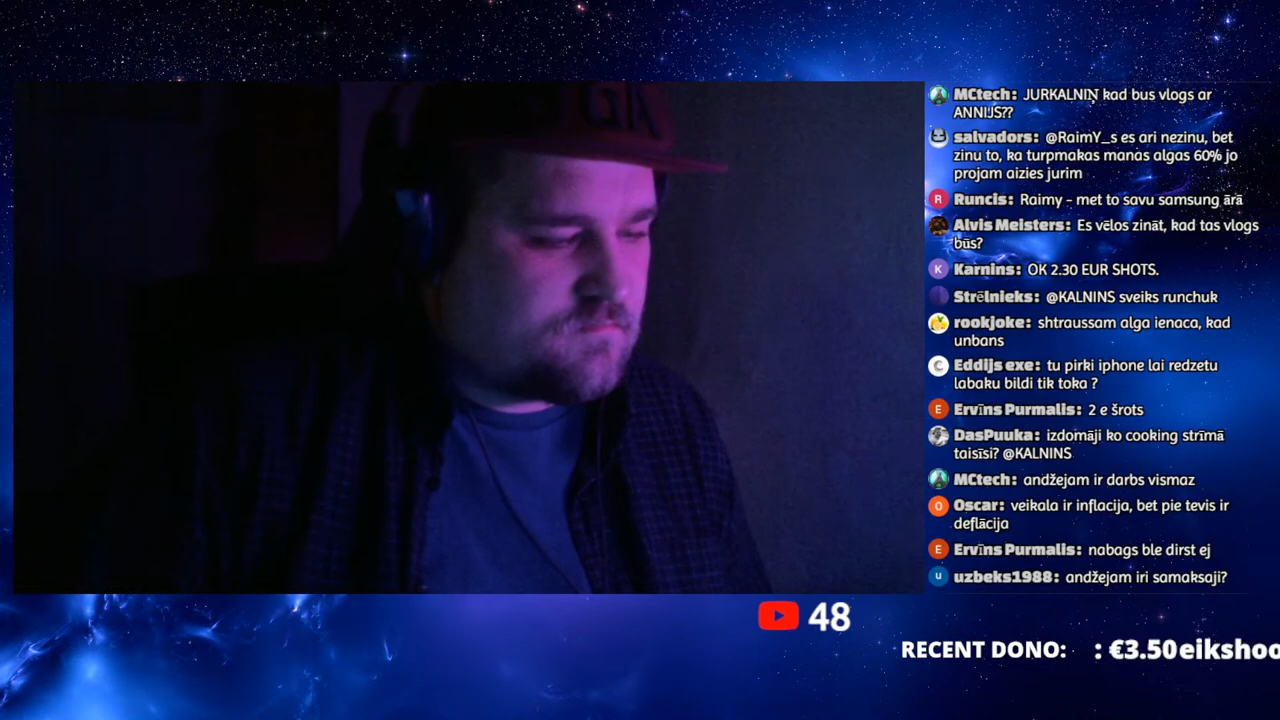 GK
MCtech: JURKALNIŅ kad bus vlogs ar
ANNIJS??
salvadors: @RaimY_s es ari nezinu, bet
zinu to, ka turpmakas manas algas 60% jo
projam aizies jurim
R Runcis: Raimy - met to savu samsung ārā
Alvis Meisters: Es vēlos zināt, kad tas vlogs
būs?
K Karnins: OK 2.30 EUR SHOTS.
Strēlnieks: @KALNINS sveiks runchuk
rookjoke: shtraussam alga ienaca, kad
unbans
C Eddijs exe: tu pirki iphone lai redzetu
labaku bildi tik toka ?
E Ervīns Purmalis: 2 e šrots
DasPuuka: izdomāji ko cooking strīmā
taisīsi? @KALNINS
MCtech: andžejam ir darbs vismaz
O Oscar: veikala ir inflacija, bet pie tevis ir
deflācija
E Ervīns Purmalis: nabags ble dirst ej
u uzbeks1988: andžejam iri samaksaji?
48
RECENT DONO: : €3.50eikshoo